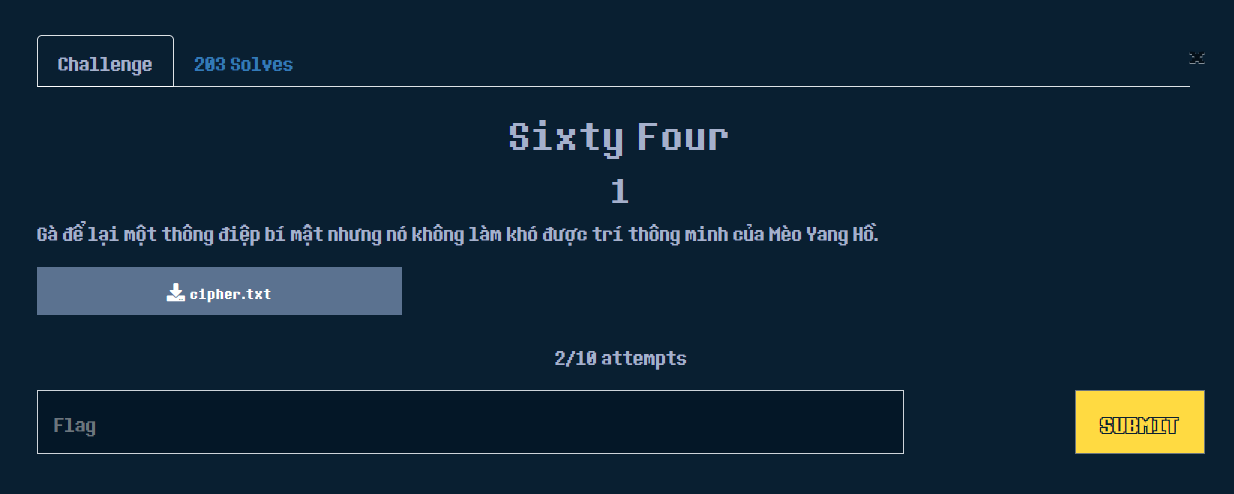 Challenge
203 Solves
×
Sixty Four
1
Gà để lại một thông điệp bí mật nhưng nó không làm khó được trí thông minh của Mèo Yang Hồ.
cipher.txt
2/10 attempts
Flag
SUBMIT